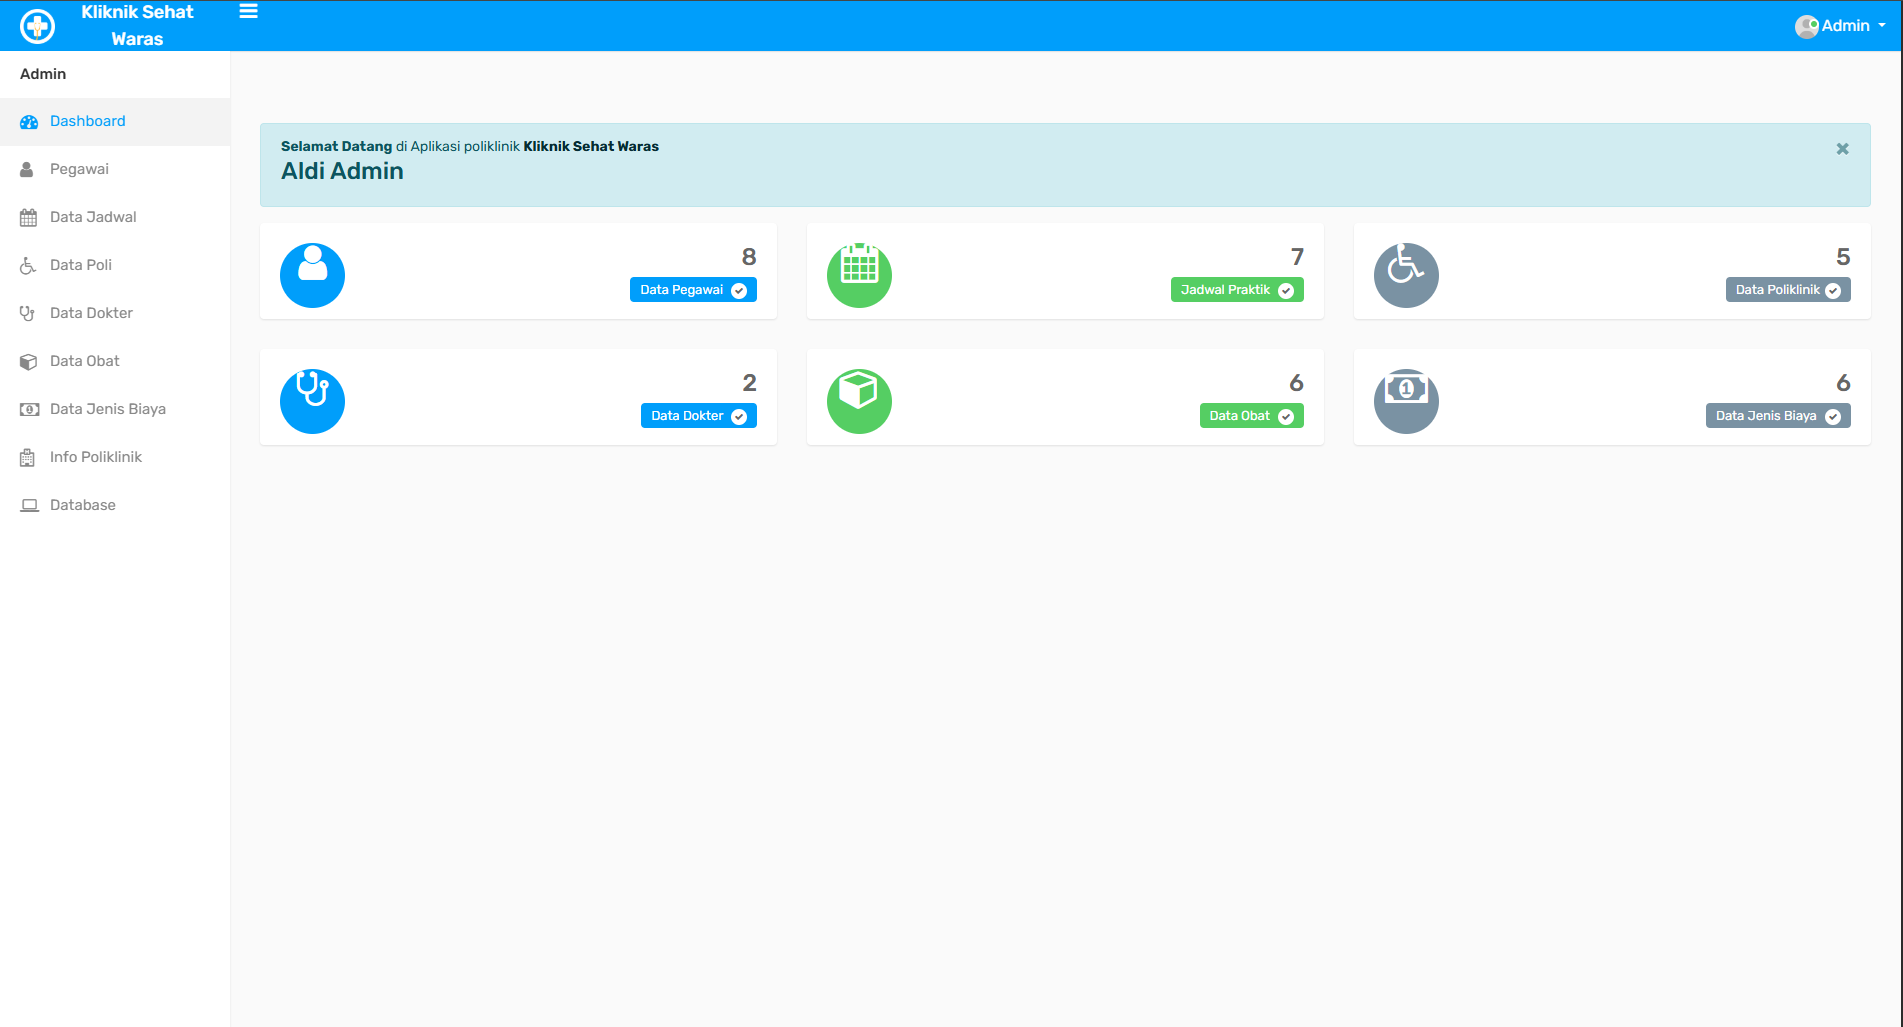 Kliknik Sehat
Waras
Admin
Admin
Dashboard
Pegawai
Data Jadwal
Data Poli
Data Dokter
Data Obat
Data Jenis Biaya
Info Poliklinik
Database
Selamat Datang di Aplikasi poliklinik Kliknik Sehat Waras
Aldi Admin
8
Data Pegawai
7
Jadwal Praktik
5
Data Poliklinik
2
Data Dokter
6
Data Obat
6
Data Jenis Biaya